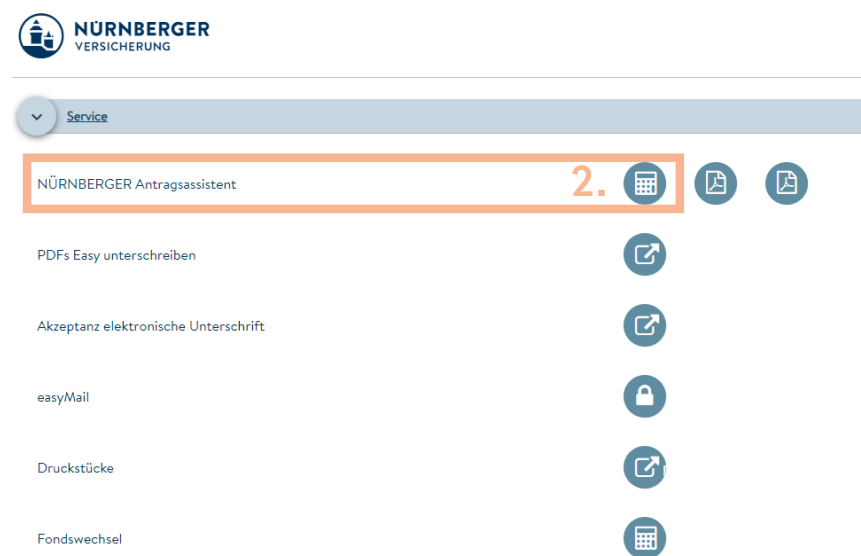 NÜRNBERGER
VERSICHERUNG
Service
NÜRNBERGER Antragsassistent 2.
PDFs Easy unterschreiben
Akzeptanz elektronische Unterschrift
easyMail
Druckstücke
Fondswechsel